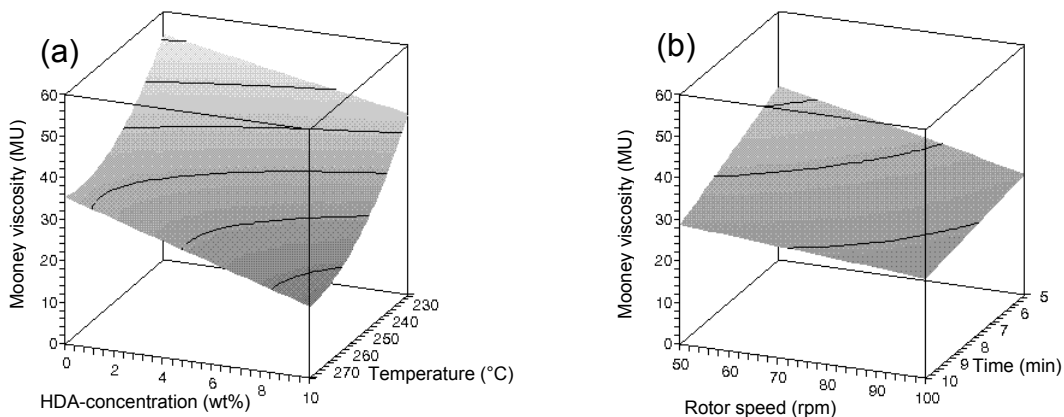 (a)
Mooney viscosity (MU)
60
50
40
30
20
10
0
0 2 4 6 8 10
HDA-concentration (wt%)
230
240
250
260
270
Temperature (°C)
(b)
Mooney viscosity (MU)
60
50
40
30
20
10
0
50 60 70 80 90 100
Rotor speed (rpm)
5
6
7
8
9
10
Time (min)